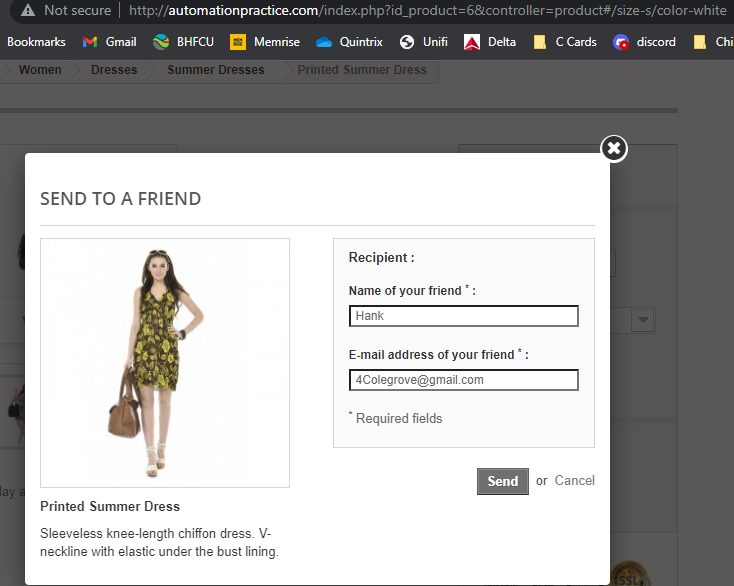 Not secure | http://automationpractice.com/index.php?id_product=6&controller=product#/size-s/color-white
Bookmarks Gmail BHFCU Memrise Quintrix Unifi Delta C Cards discord Chi
Women Dresses Summer Dresses Printed Summer Dress
SEND TO A FRIEND
Recipient :
Name of your friend * :
Hank
E-mail address of your friend * :
4Colegrove@gmail.com
* Required fields
Send or Cancel
Printed Summer Dress
Sleeveless knee-length chiffon dress. V-
neckline with elastic under the bust lining.